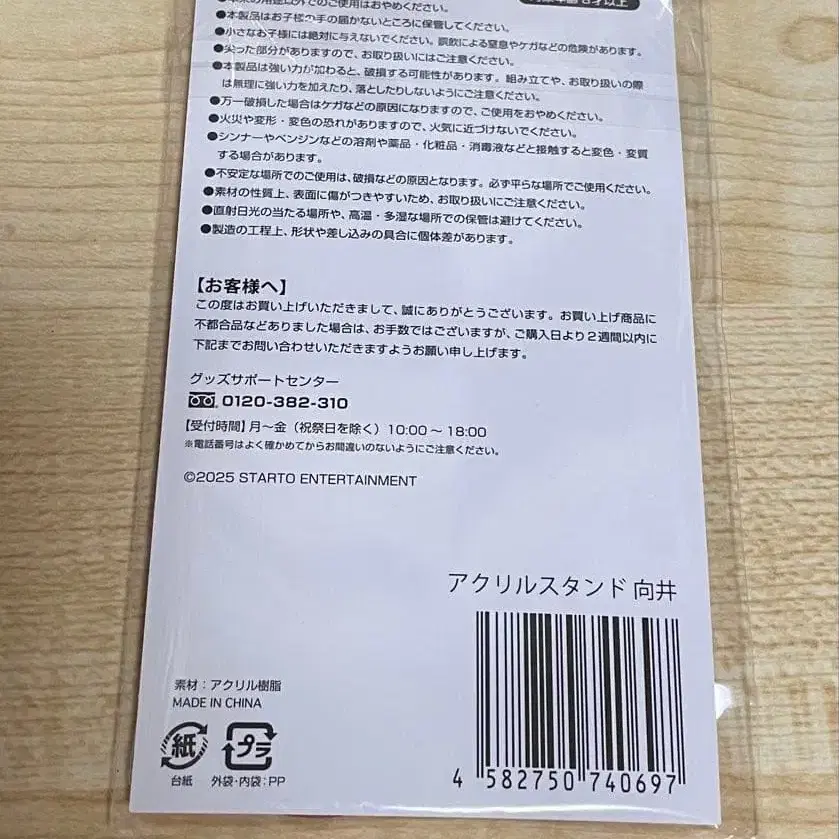 ●本来の用途以外でのご使用はおやめください。
●本製品はお子様の手の届かないところに保管してください。
●小さなお子様には絶対に与えないでください。誤飲による窒息やケガなどの危険があります。
●尖った部分がありますので、お取り扱いにはご注意ください。
●本製品は強い力が加わると、破損する可能性があります。組み立てや、お取り扱いの際
は無理に強い力を加えたり、落としたりしないようにご注意ください。
●万一破損した場合はケガなどの原因になりますので、ご使用をおやめください。
●火災や変形・変色の恐れがありますので、火気に近づけないでください。
●シンナーやベンジンなどの溶剤や薬品・化粧品・消毒液などと接触すると変色・変質
する場合があります。
●不安定な場所でのご使用は、破損などの原因となります。必ず平らな場所でご使用ください。
●素材の性質上、表面に傷がつきやすいため、お取り扱いにご注意ください。
●直射日光の当たる場所や、高温・多湿な場所での保管は避けてください。
●製造の工程上、形状や差し込みの具合に個体差があります。
【お客様へ】
この度はお買い上げいただきまして、誠にありがとうございます。お買い上げ商品に
不都合品などありました場合は、お手数ではございますが、ご購入日より2週間以内に
下記までお問い合わせいただきますようお願い申し上げます。
グッズサポートセンター
0120-382-310
【受付時間】月～金（祝祭日を除く）10:00～18:00
※電話番号はよく確かめてからお間違いのないようにご注意ください。
©2025 STARTO ENTERTAINMENT
アクリルスタンド 向井
素材：アクリル樹脂
MADE IN CHINA
紙
プラ
台紙
外袋・内袋：PP
4 582750 740697